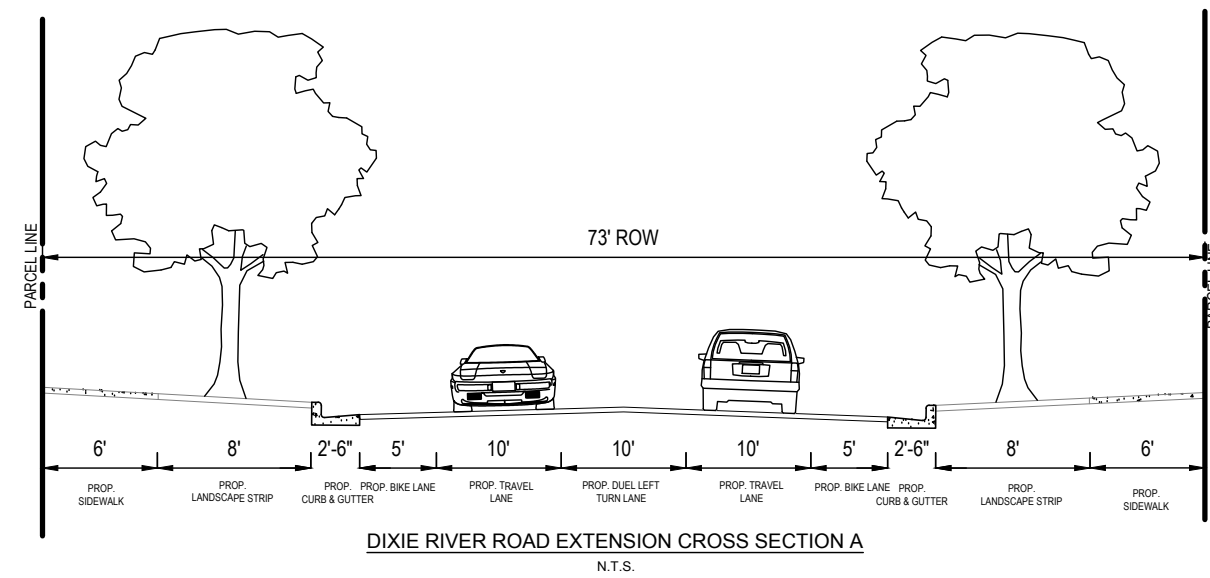 73' ROW
PARCEL LINE
PARCEL LINE
6' 8' 2'-6" 5' 10' 10' 10' 5' 2'-6" 8' 6'
PROP. SIDEWALK
PROP. LANDSCAPE STRIP
PROP. CURB & GUTTER
PROP. BIKE LANE
PROP. TRAVEL LANE
PROP. DUEL LEFT TURN LANE
PROP. TRAVEL LANE
PROP. BIKE LANE
PROP. CURB & GUTTER
PROP. LANDSCAPE STRIP
PROP. SIDEWALK
DIXIE RIVER ROAD EXTENSION CROSS SECTION A
N.T.S.